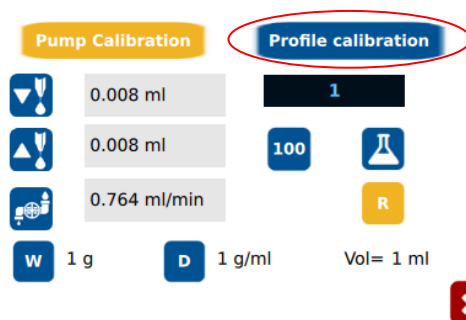 Pump Calibration
Profile calibration
0.008 ml
1
0.008 ml
100
0.764 ml/min
R
W 1 g D 1 g/ml Vol= 1 ml